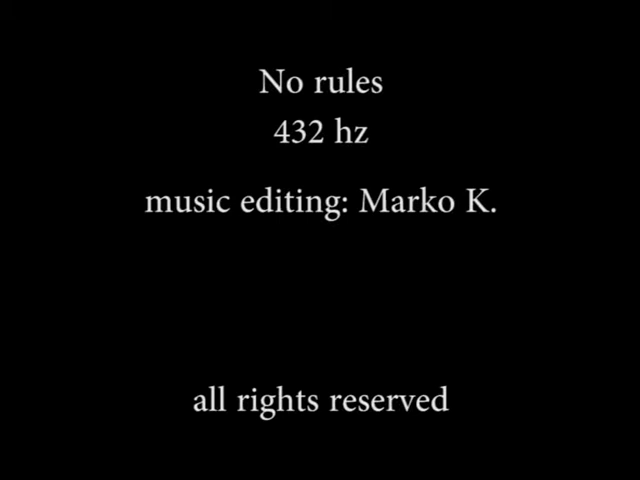 No rules
432 hz
music editing: Marko K.
all rights reserved